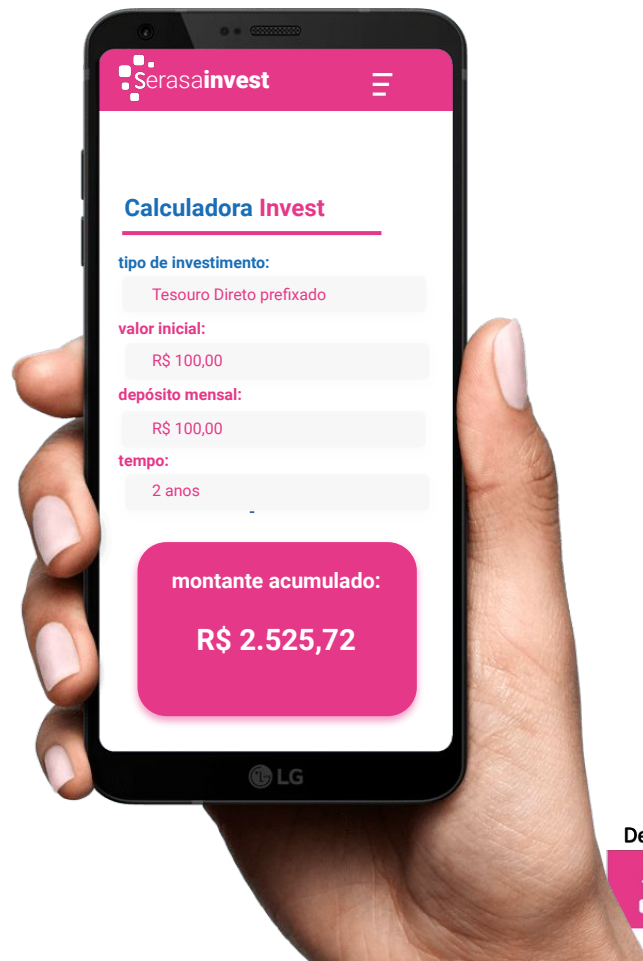 Serasainvest
Calculadora Invest
tipo de investimento:
Tesouro Direto prefixado
valor inicial:
R$ 100,00
depósito mensal:
R$ 100,00
tempo:
2 anos
-
montante acumulado:
R$ 2.525,72
LG